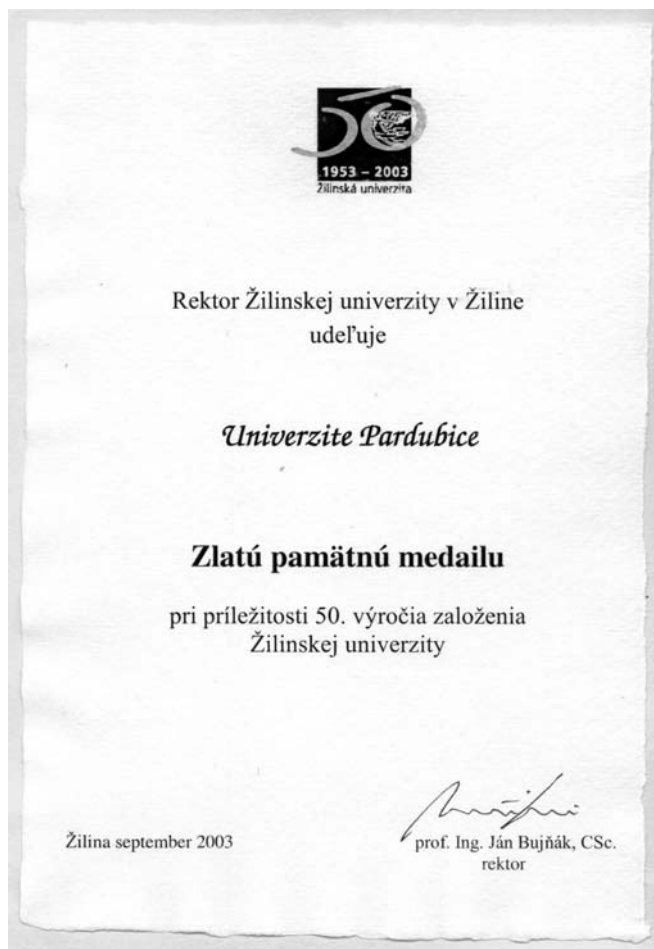 50
1953 – 2003
Žilinská univerzita
Rektor Žilinskej univerzity v Žiline
udeľuje
Univerzite Pardubice
Zlatú pamätnú medailu
pri príležitosti 50. výročia založenia
Žilinskej univerzity
Žilina september 2003
prof. Ing. Ján Bujňák, CSc.
rektor